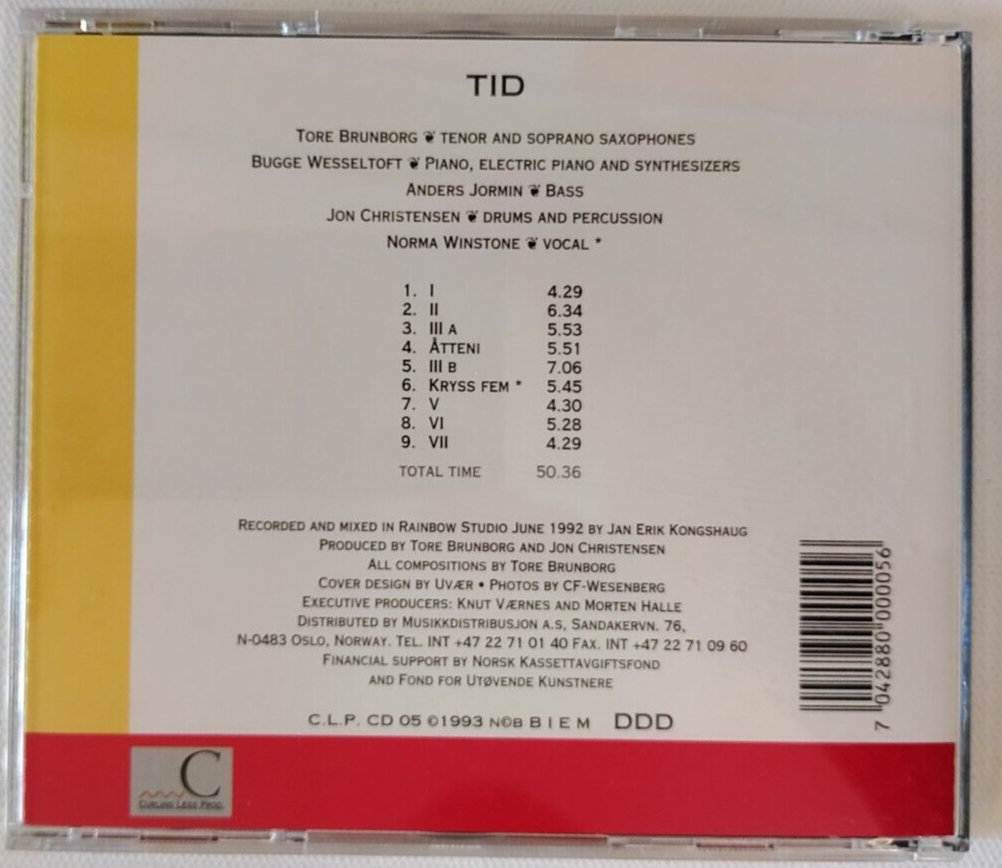 TID
TORE BRUNBORG ❦ TENOR AND SOPRANO SAXOPHONES
BUGGE WESSELTOFT ❦ PIANO, ELECTRIC PIANO AND SYNTHESIZERS
ANDERS JORMIN ❦ BASS
JON CHRISTENSEN ❦ DRUMS AND PERCUSSION
NORMA WINSTONE ❦ VOCAL *
1. I 4.29
2. II 6.34
3. III A 5.53
4. ÅTTENI 5.51
5. III B 7.06
6. KRYSS FEM * 5.45
7. V 4.30
8. VI 5.28
9. VII 4.29
TOTAL TIME 50.36
RECORDED AND MIXED IN RAINBOW STUDIO JUNE 1992 BY JAN ERIK KONGSHAUG
PRODUCED BY TORE BRUNBORG AND JON CHRISTENSEN
ALL COMPOSITIONS BY TORE BRUNBORG
COVER DESIGN BY UVÆR • PHOTOS BY CF-WESENBERG
EXECUTIVE PRODUCERS: KNUT VÆRNES AND MORTEN HALLE
DISTRIBUTED BY MUSIKKDISTRIBUSJON A.S, SANDAKERVN. 76,
N-0483 OSLO, NORWAY. TEL. INT +47 22 71 01 40 FAX. INT +47 22 71 09 60
FINANCIAL SUPPORT BY NORSK KASSETTAVGIFTSFOND
AND FOND FOR UTØVENDE KUNSTNERE
C.L.P. CD 05 ©1993 N©B B I E M DDD
7 042880 000056
C
CURLING LEGS PROD.